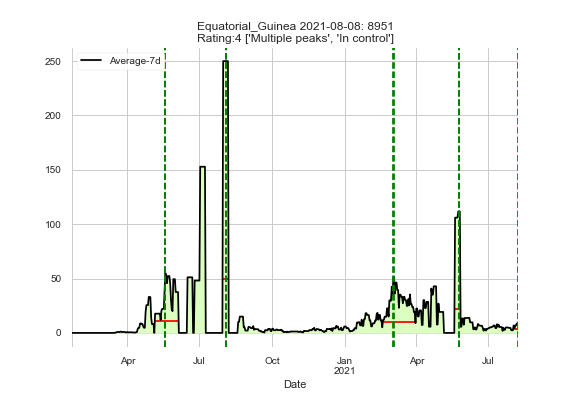 Equatorial_Guinea 2021-08-08: 8951
Rating:4 ['Multiple peaks', 'In control']
Average-7d
250
200
150
100
50
0
Apr Jul Oct Jan Apr Jul
2021
Date